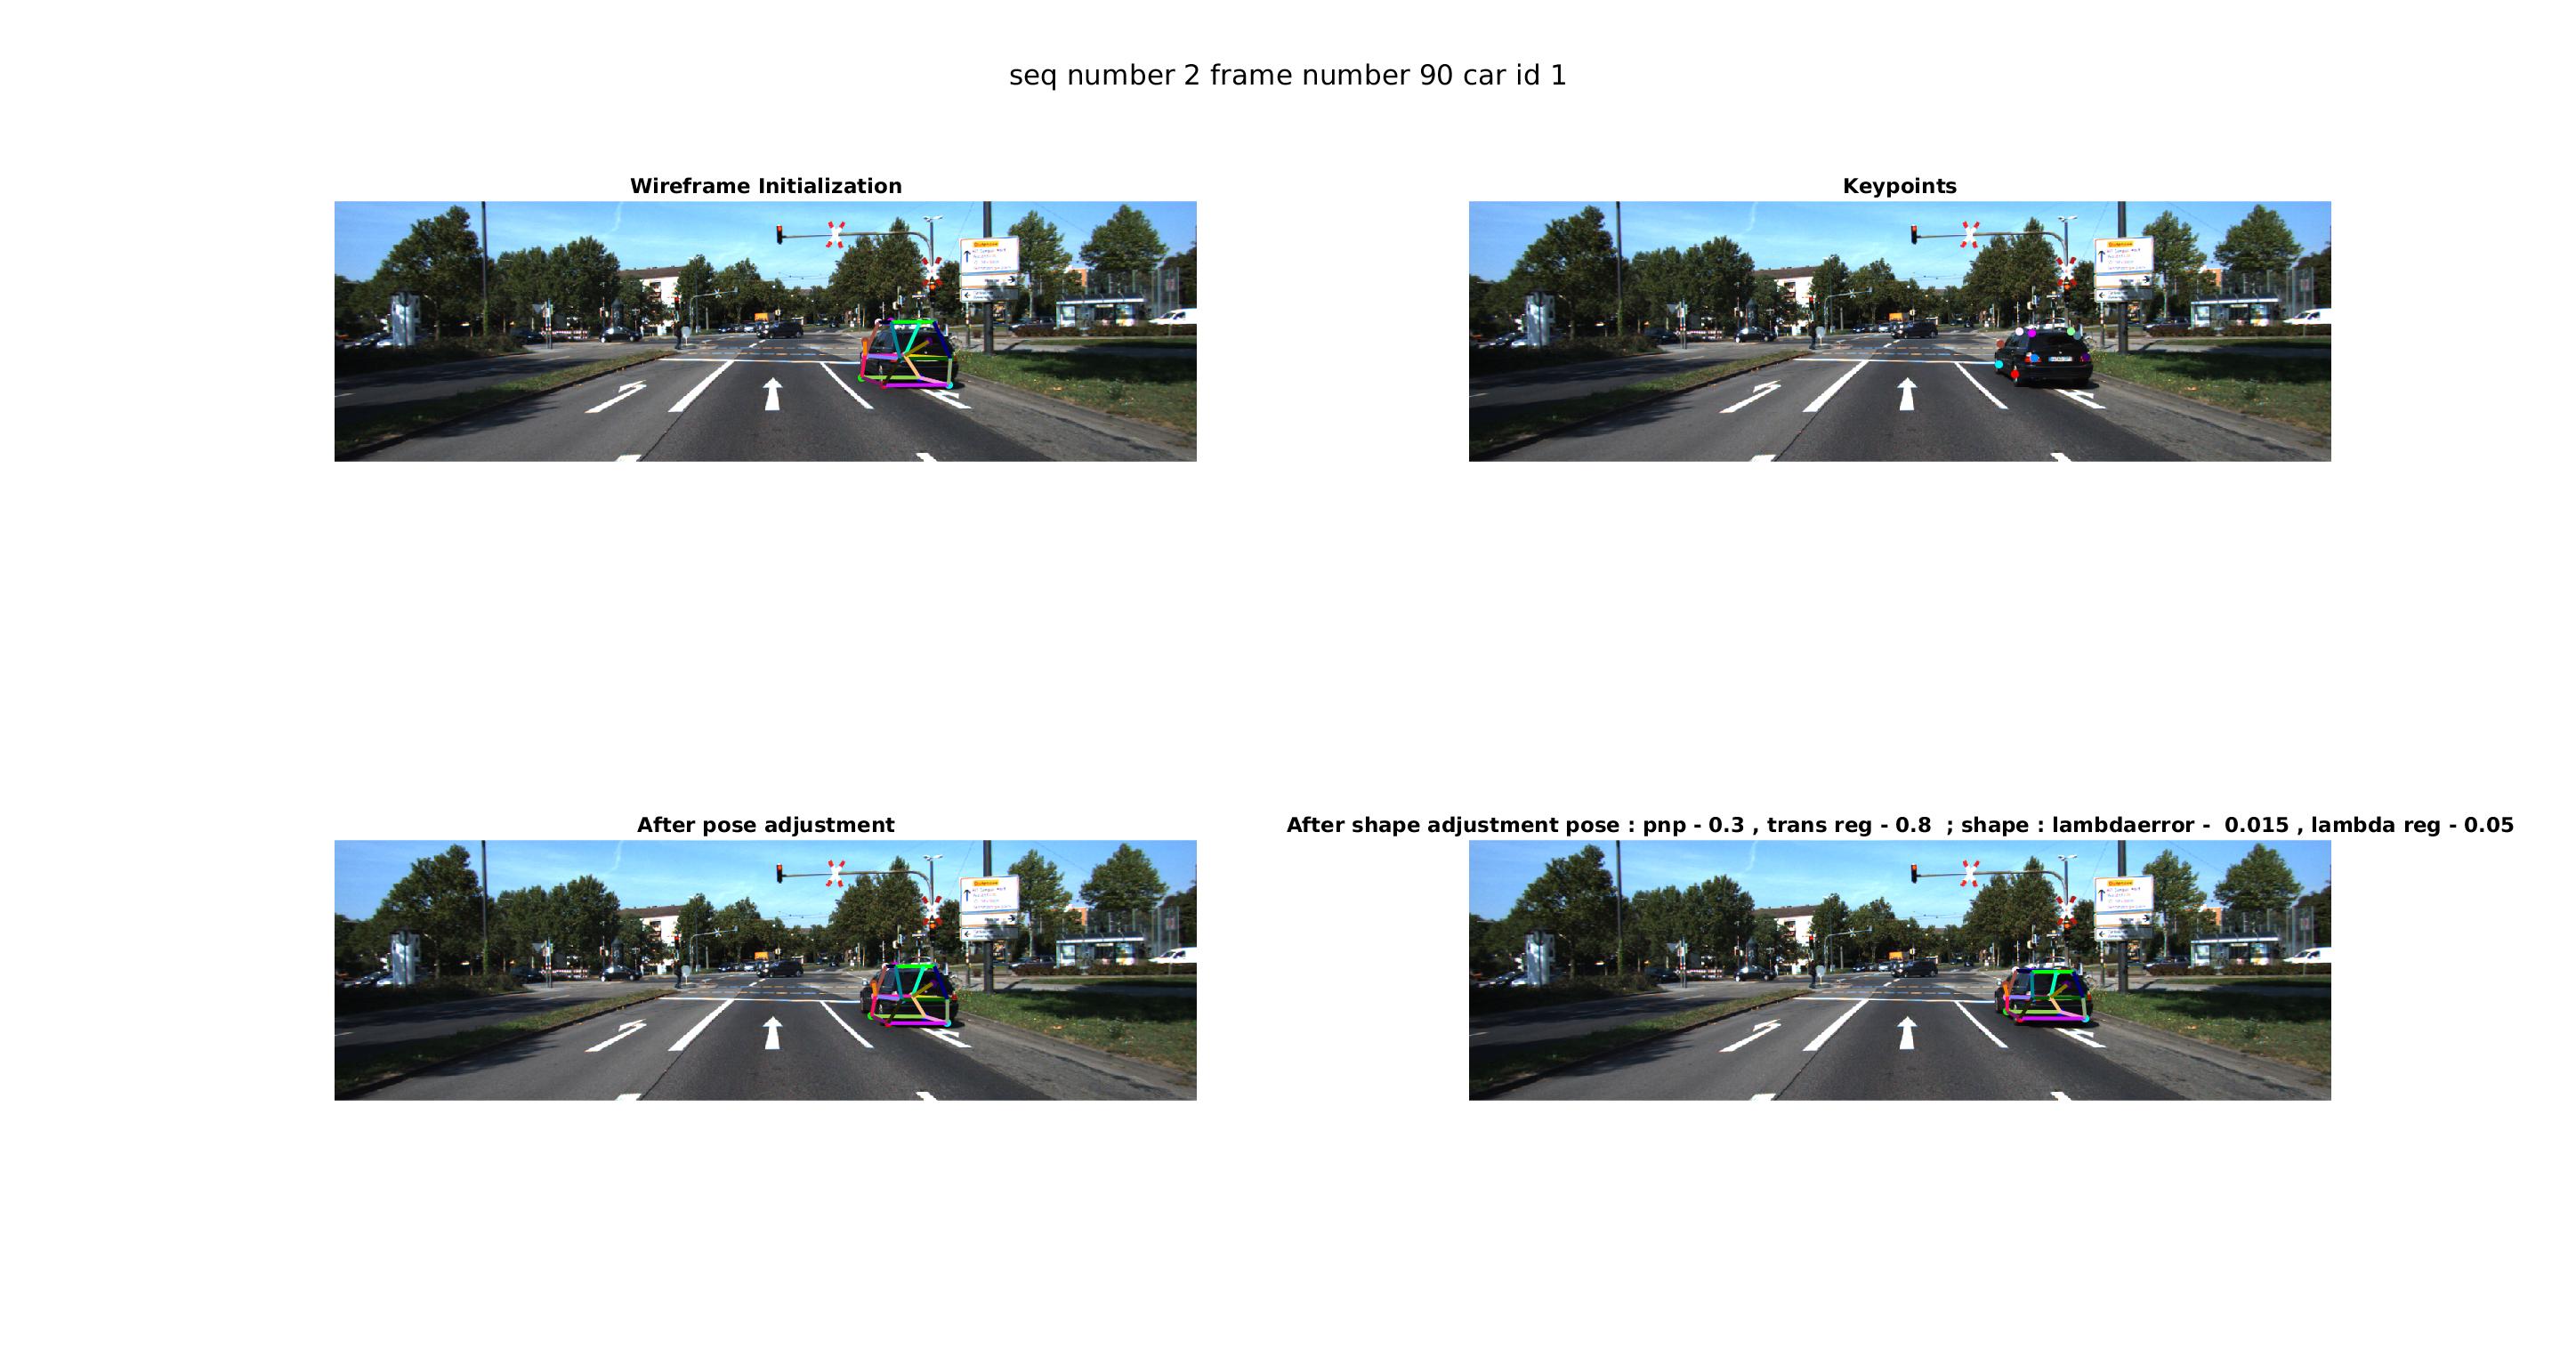 seq number 2 frame number 90 car id 1
Wireframe Initialization
Keypoints
After pose adjustment
After shape adjustment pose : pnp - 0.3 , trans reg - 0.8  ; shape : lambdaerror -  0.015 , lambda reg - 0.05